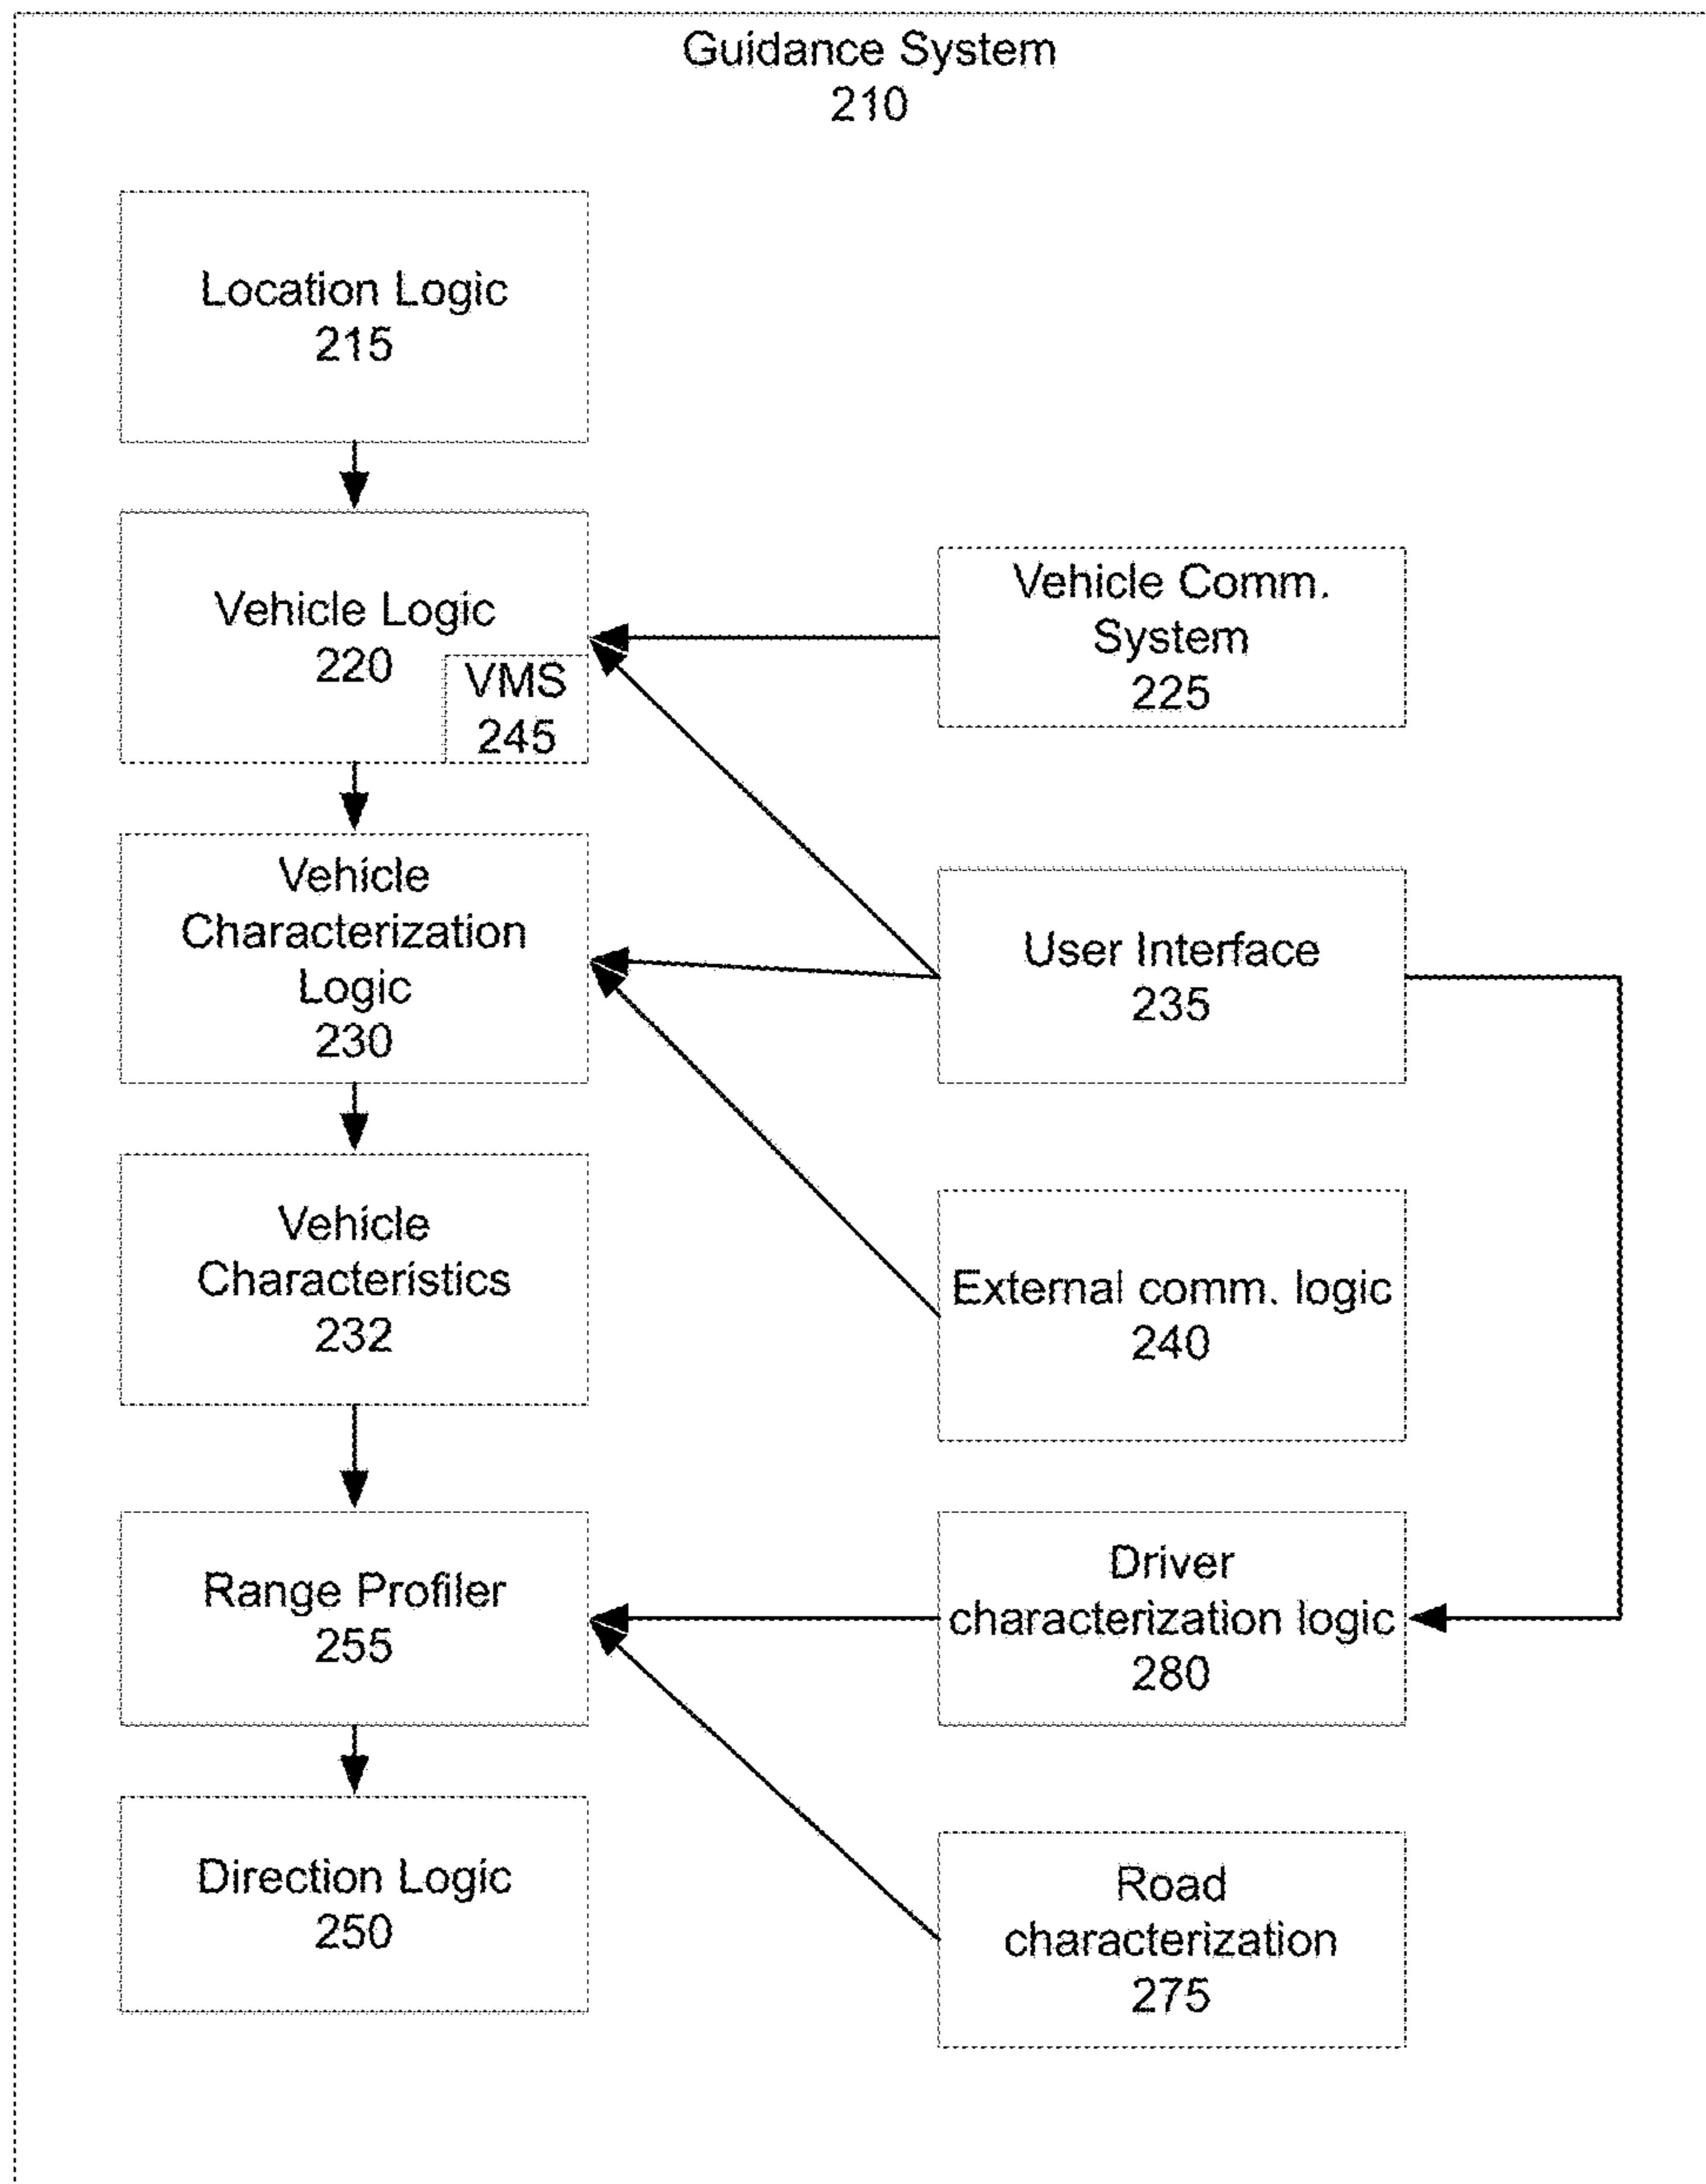 Guidance System
210
Location Logic
215
Vehicle Logic
220
VMS
245
Vehicle Comm.
System
225
Vehicle
Characterization
Logic
230
User Interface
235
Vehicle
Characteristics
232
External comm. logic
240
Range Profiler
255
Driver
characterization logic
280
Direction Logic
250
Road
characterization
275